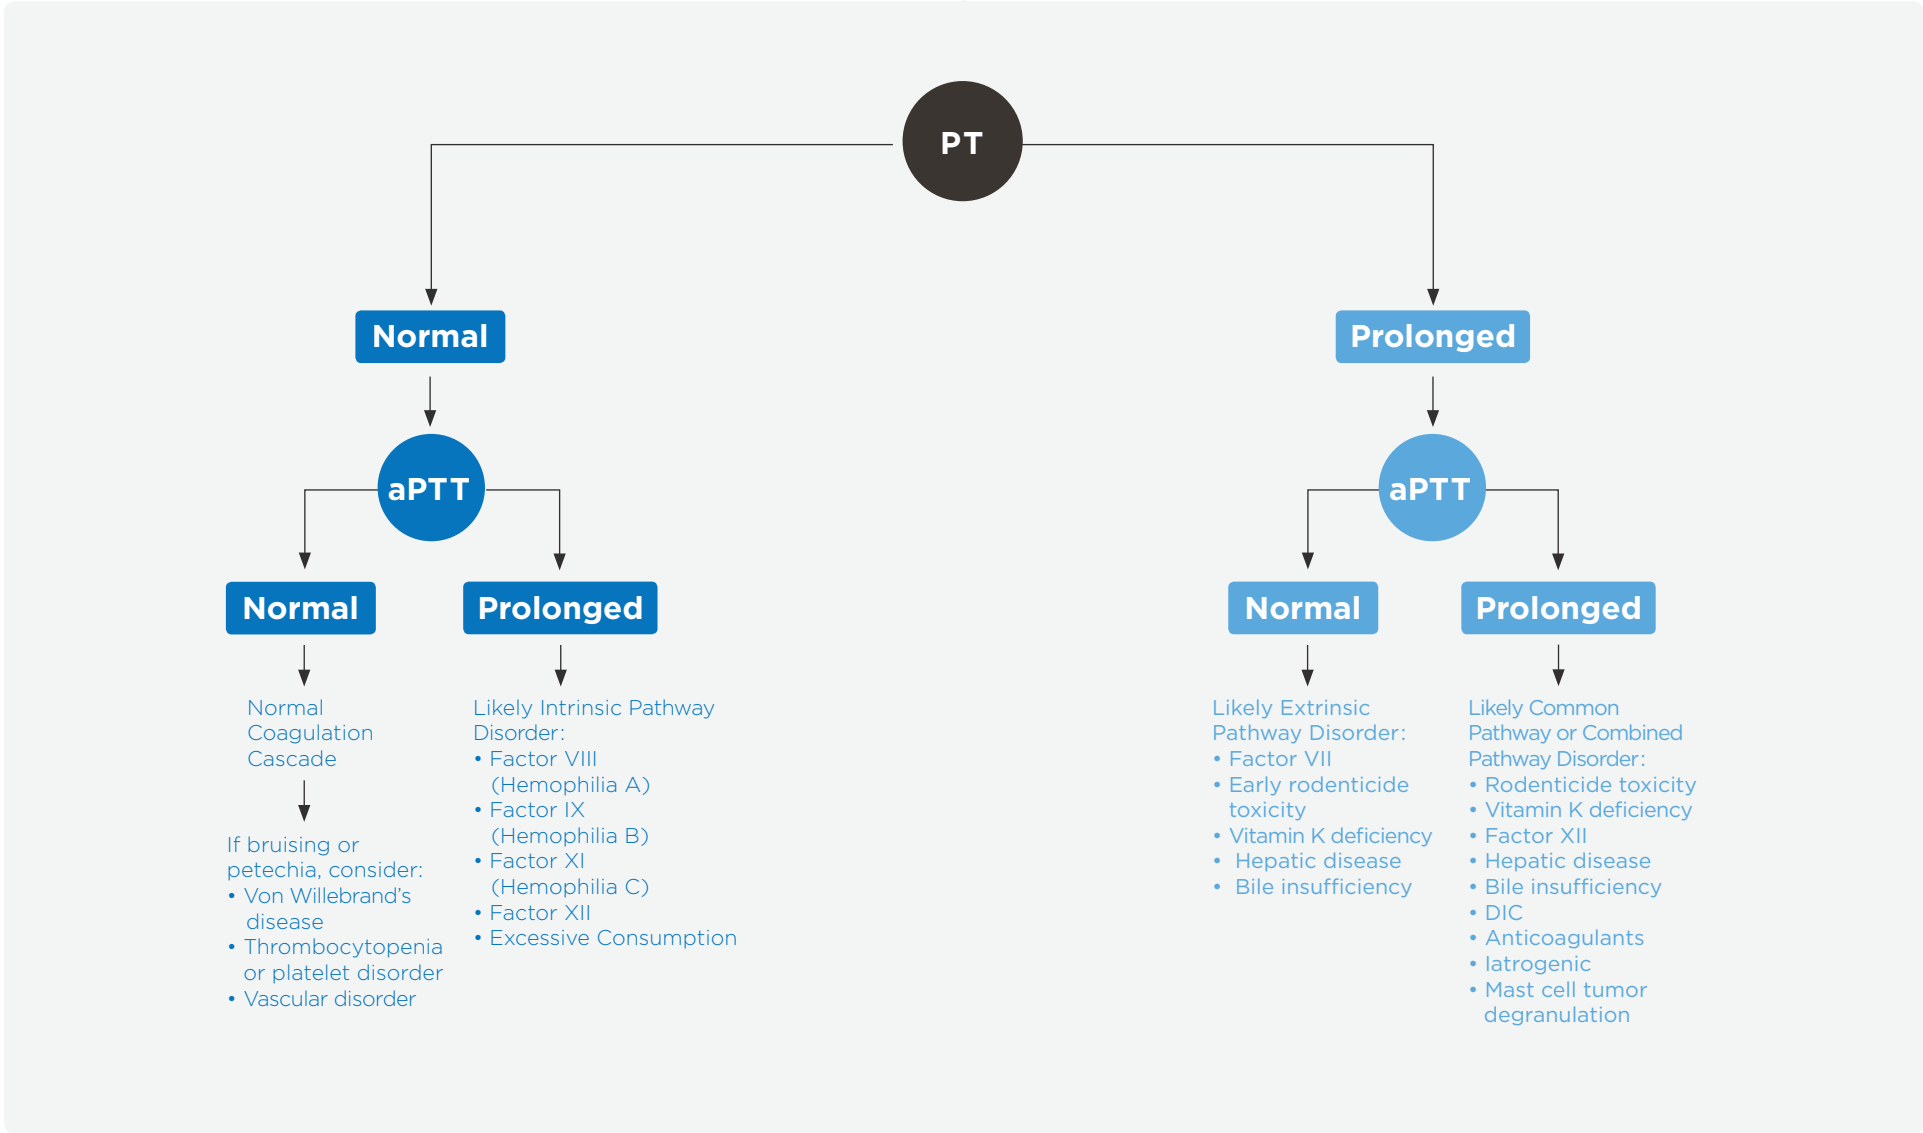 PT
Normal
Prolonged
aPTT
aPTT
Normal
Prolonged
Normal
Prolonged
Normal
Coagulation
Cascade
If bruising or
petechia, consider:
• Von Willebrand’s
disease
• Thrombocytopenia
or platelet disorder
• Vascular disorder
Likely Intrinsic Pathway
Disorder:
• Factor VIII
(Hemophilia A)
• Factor IX
(Hemophilia B)
• Factor XI
(Hemophilia C)
• Factor XII
• Excessive Consumption
Likely Extrinsic
Pathway Disorder:
• Factor VII
• Early rodenticide
toxicity
• Vitamin K deficiency
• Hepatic disease
• Bile insufficiency
Likely Common
Pathway or Combined
Pathway Disorder:
• Rodenticide toxicity
• Vitamin K deficiency
• Factor XII
• Hepatic disease
• Bile insufficiency
• DIC
• Anticoagulants
• Iatrogenic
• Mast cell tumor
degranulation